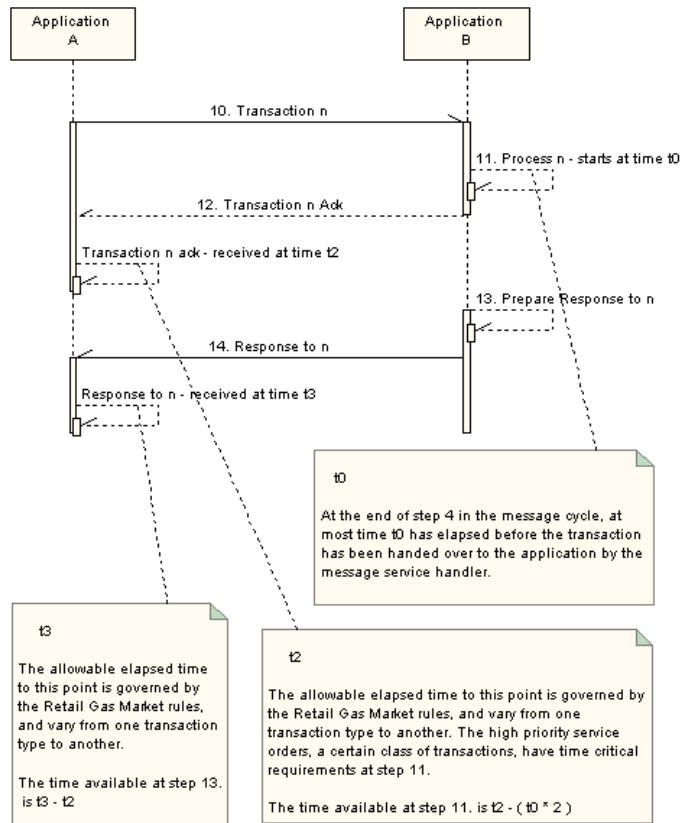 Application
A
Application
B
10. Transaction n
11. Process n - starts at time t0
12. Transaction n Ack
Transaction n ack - received at time t2
13. Prepare Response to n
14. Response to n
Response to n - received at time t3
t0
At the end of step 4 in the message cycle, at
most time t0 has elapsed before the transaction
has been handed over to the application by the
message service handler.
t3
The allowable elapsed time
to this point is governed by
the Retail Gas Market rules,
and vary from one transaction
type to another.
The time available at step 13.
is t3 - t2
t2
The allowable elapsed time to this point is governed by
the Retail Gas Market rules, and vary from one
transaction type to another. The high priority service
orders, a certain class of transactions, have time critical
requirements at step 11.
The time available at step 11. is t2 - ( t0 * 2 )